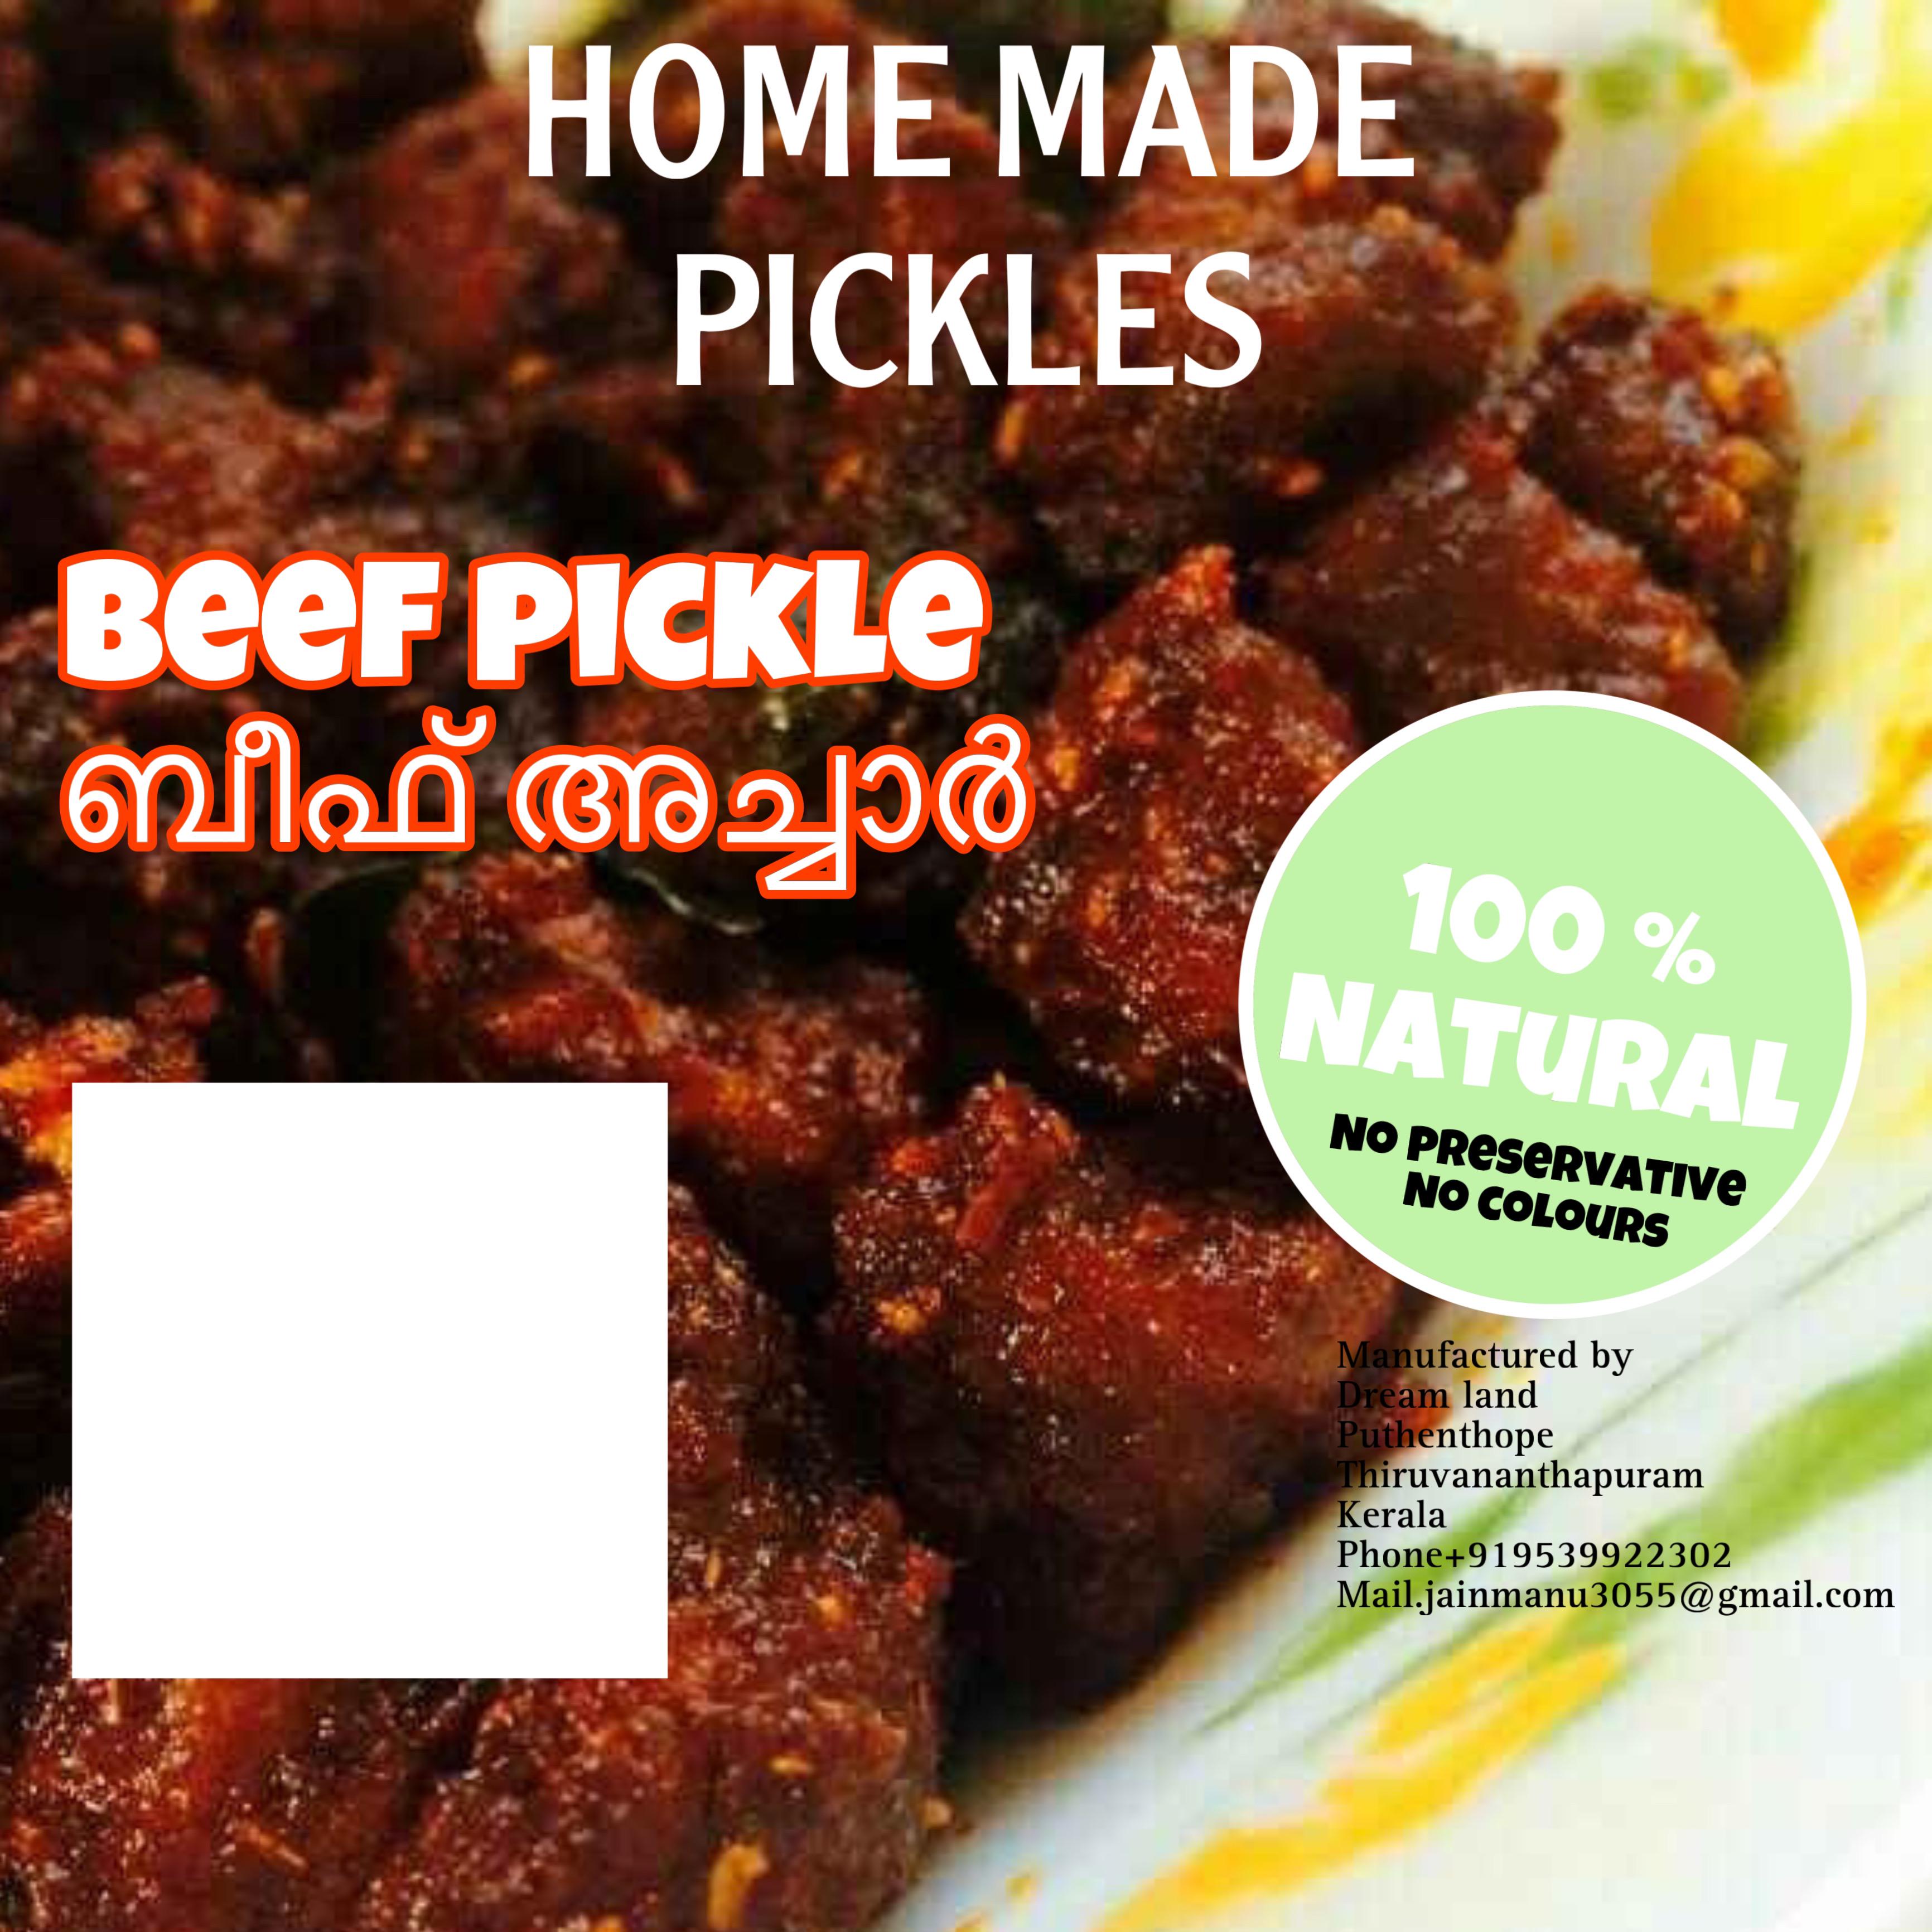 HOME MADE
PICKLES
BeeF PICKLe
ബീഫ് അച്ചാർ
100 %
NATuRAL
No PReSeRVATIVe
No CoLouRS
Manufactured by
Dream land
Puthenthope
Thiruvananthapuram
Kerala
Phone+919539922302
Mail.jainmanu3055@gmail.com